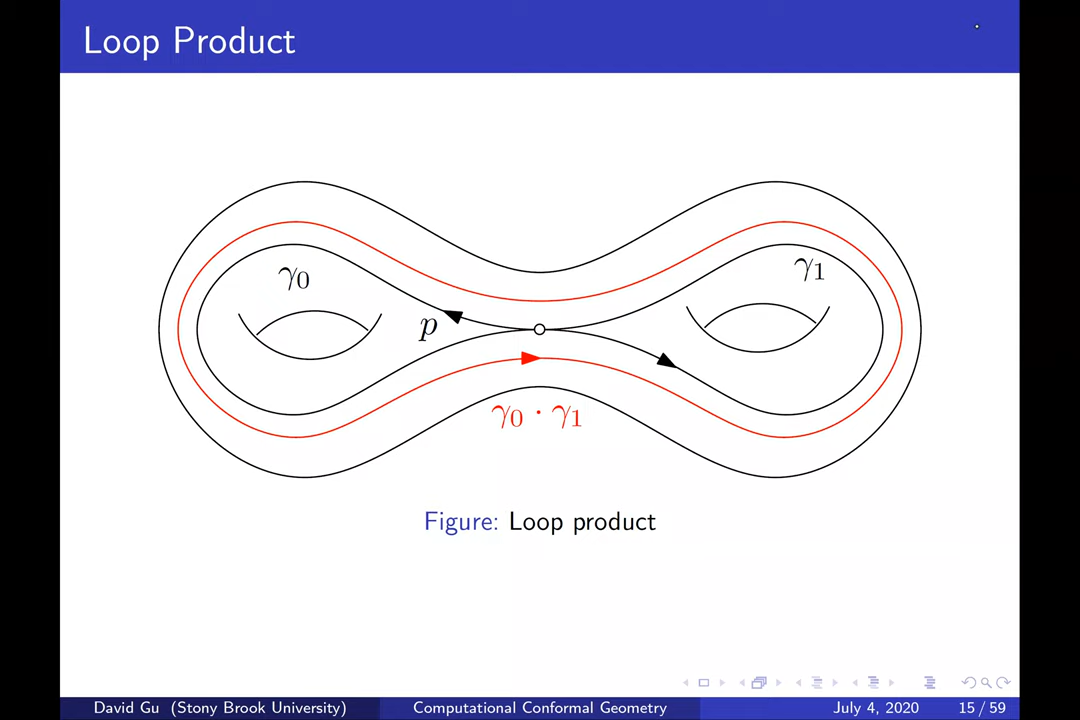 Loop Product
γ0
γ1
p
γ0 · γ1
Figure: Loop product
David Gu (Stony Brook University) Computational Conformal Geometry July 4, 2020 15 / 59